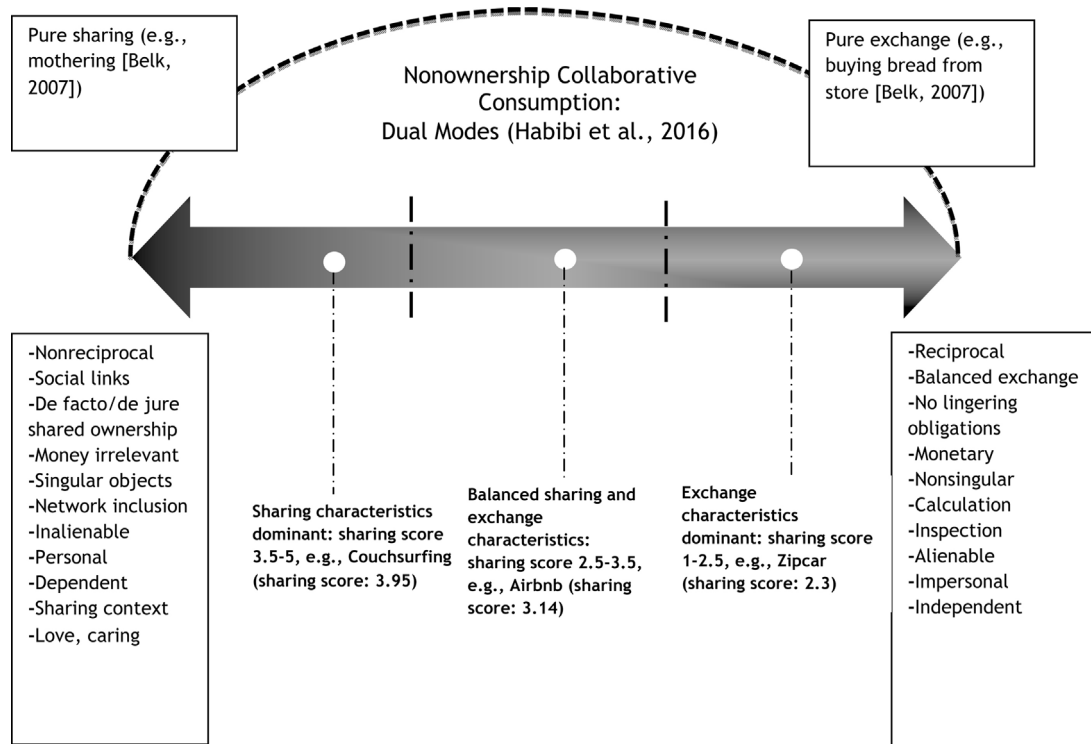 Pure sharing (e.g.,
mothering [Belk,
2007])
Nonownership Collaborative
Consumption:
Dual Modes (Habibi et al., 2016)
Pure exchange (e.g.,
buying bread from
store [Belk, 2007])
-Nonreciprocal
-Social links
-De facto/de jure
shared ownership
-Money irrelevant
-Singular objects
-Network inclusion
-Inalienable
-Personal
-Dependent
-Sharing context
-Love, caring
Sharing characteristics
dominant: sharing score
3.5-5, e.g., Couchsurfing
(sharing score: 3.95)
Balanced sharing and
exchange
characteristics:
sharing score 2.5-3.5,
e.g., Airbnb (sharing
score: 3.14)
Exchange
characteristics
dominant: sharing score
1-2.5, e.g., Zipcar
(sharing score: 2.3)
-Reciprocal
-Balanced exchange
-No lingering
obligations
-Monetary
-Nonsingular
-Calculation
-Inspection
-Alienable
-Impersonal
-Independent